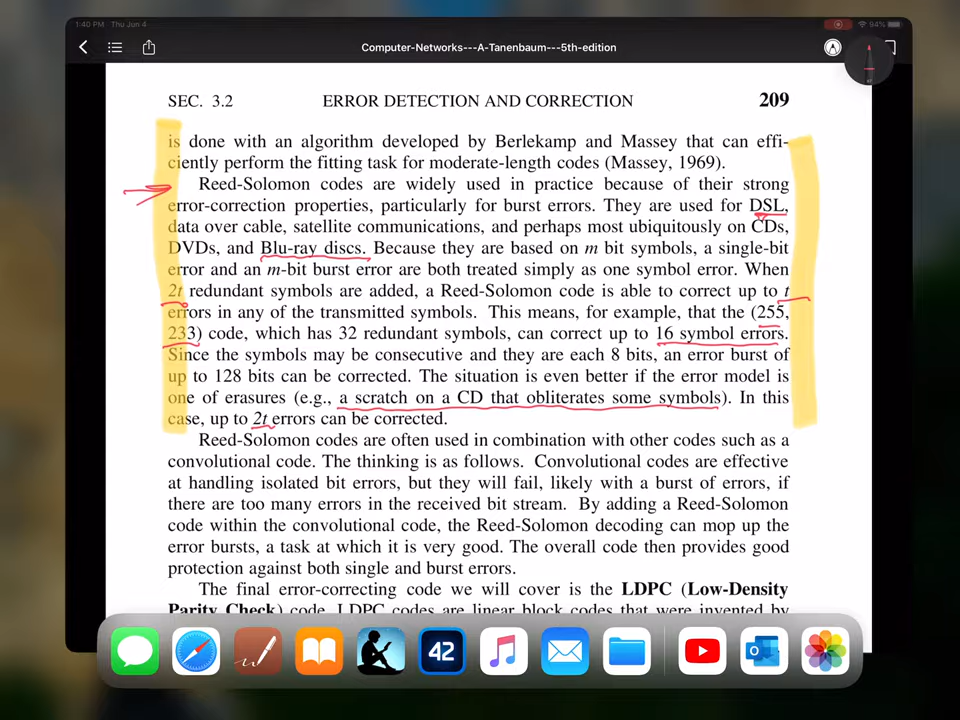 1:40 PM Thu Jun 4
94%
Computer-Networks---A-Tanenbaum---5th-edition
SEC. 3.2 ERROR DETECTION AND CORRECTION 209
is done with an algorithm developed by Berlekamp and Massey that can effi-
ciently perform the fitting task for moderate-length codes (Massey, 1969).
Reed-Solomon codes are widely used in practice because of their strong
error-correction properties, particularly for burst errors. They are used for DSL,
data over cable, satellite communications, and perhaps most ubiquitously on CDs,
DVDs, and Blu-ray discs. Because they are based on m bit symbols, a single-bit
error and an m-bit burst error are both treated simply as one symbol error. When
2t redundant symbols are added, a Reed-Solomon code is able to correct up to t
errors in any of the transmitted symbols. This means, for example, that the (255,
233) code, which has 32 redundant symbols, can correct up to 16 symbol errors.
Since the symbols may be consecutive and they are each 8 bits, an error burst of
up to 128 bits can be corrected. The situation is even better if the error model is
one of erasures (e.g., a scratch on a CD that obliterates some symbols). In this
case, up to 2t errors can be corrected.
Reed-Solomon codes are often used in combination with other codes such as a
convolutional code. The thinking is as follows. Convolutional codes are effective
at handling isolated bit errors, but they will fail, likely with a burst of errors, if
there are too many errors in the received bit stream. By adding a Reed-Solomon
code within the convolutional code, the Reed-Solomon decoding can mop up the
error bursts, a task at which it is very good. The overall code then provides good
protection against both single and burst errors.
The final error-correcting code we will cover is the LDPC (Low-Density
Parity Check) code. LDPC codes are linear block codes that were invented by
42